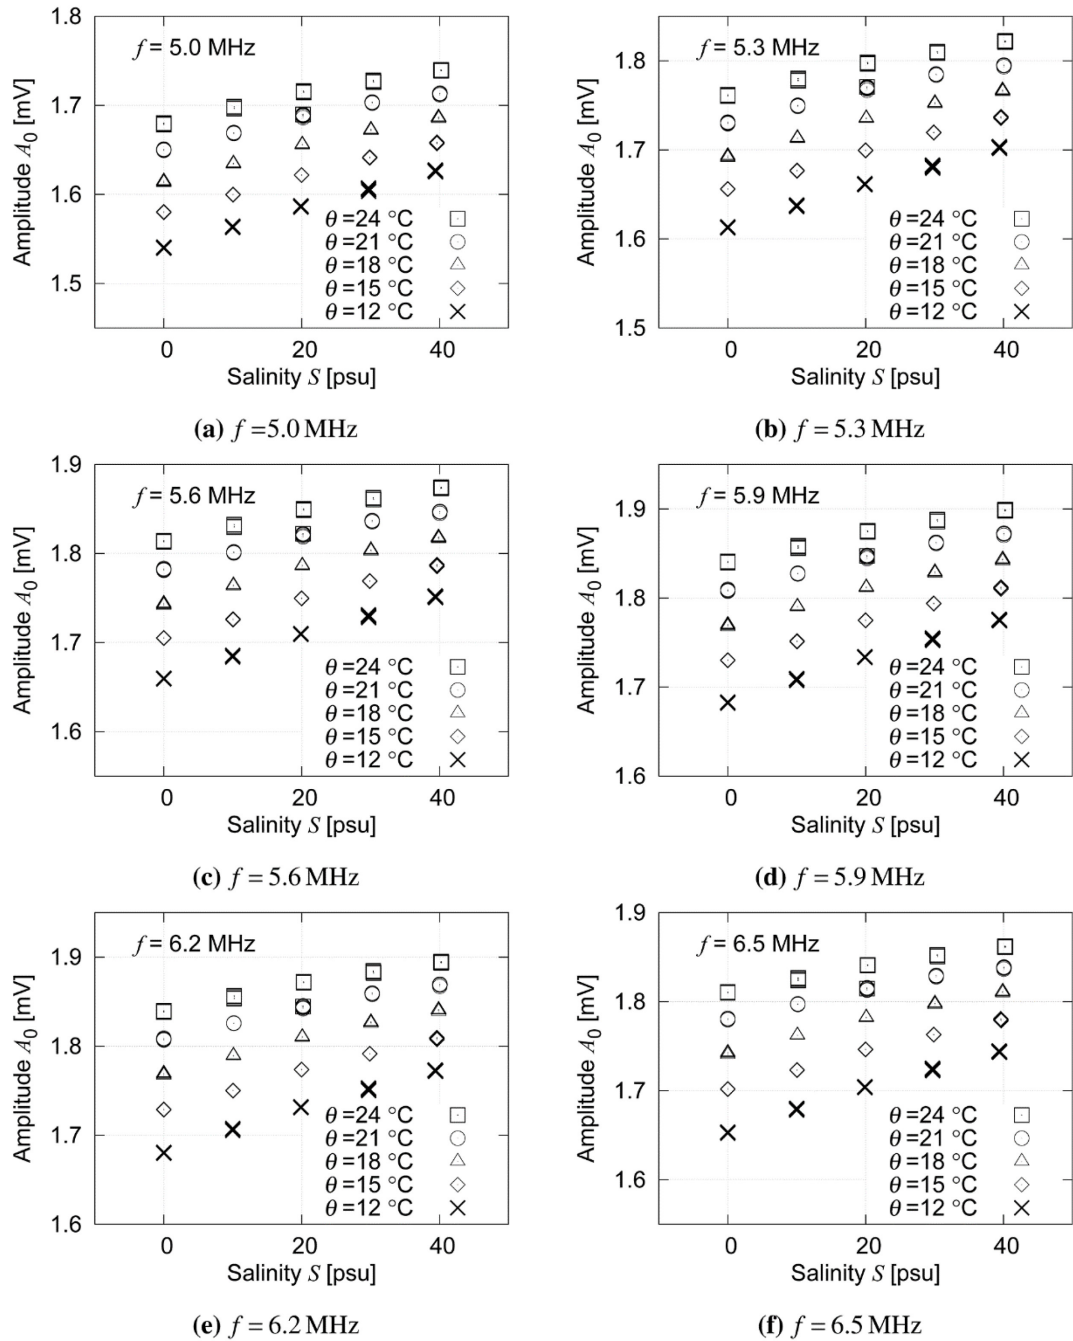 1.8
1.7
1.6
1.5
Amplitude A0 [mV]
f = 5.0 MHz
θ=24 °C
θ=21 °C
θ=18 °C
θ=15 °C
θ=12 °C
0 20 40
Salinity S [psu]
(a) f =5.0 MHz
1.8
1.7
1.6
1.5
Amplitude A0 [mV]
f = 5.3 MHz
θ=24 °C
θ=21 °C
θ=18 °C
θ=15 °C
θ=12 °C
0 20 40
Salinity S [psu]
(b) f = 5.3 MHz
1.9
1.8
1.7
1.6
Amplitude A0 [mV]
f = 5.6 MHz
θ=24 °C
θ=21 °C
θ=18 °C
θ=15 °C
θ=12 °C
0 20 40
Salinity S [psu]
(c) f = 5.6 MHz
1.9
1.8
1.7
1.6
Amplitude A0 [mV]
f = 5.9 MHz
θ=24 °C
θ=21 °C
θ=18 °C
θ=15 °C
θ=12 °C
0 20 40
Salinity S [psu]
(d) f = 5.9 MHz
1.9
1.8
1.7
1.6
Amplitude A0 [mV]
f = 6.2 MHz
θ=24 °C
θ=21 °C
θ=18 °C
θ=15 °C
θ=12 °C
0 20 40
Salinity S [psu]
(e) f = 6.2 MHz
1.9
1.8
1.7
1.6
Amplitude A0 [mV]
f = 6.5 MHz
θ=24 °C
θ=21 °C
θ=18 °C
θ=15 °C
θ=12 °C
0 20 40
Salinity S [psu]
(f) f = 6.5 MHz